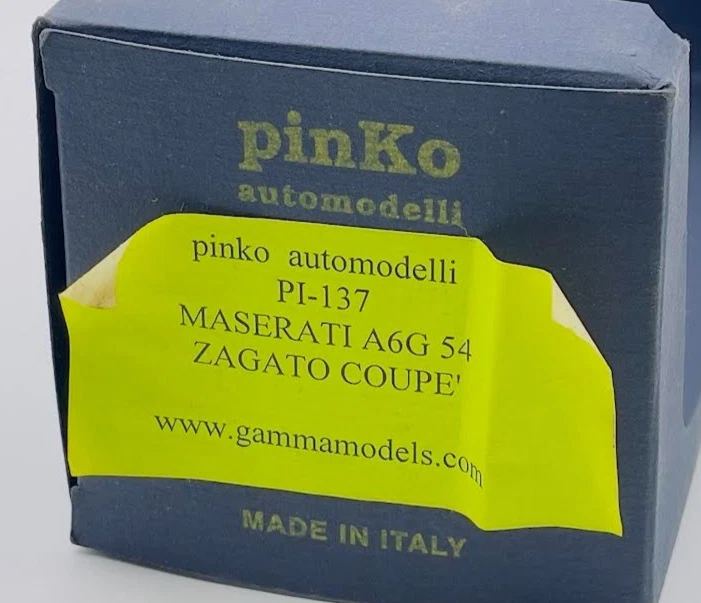 pinKo
automodelli
pinko automodelli
PI-137
MASERATI A6G 54
ZAGATO COUPE'
www.gammamodels.com
MADE IN ITALY